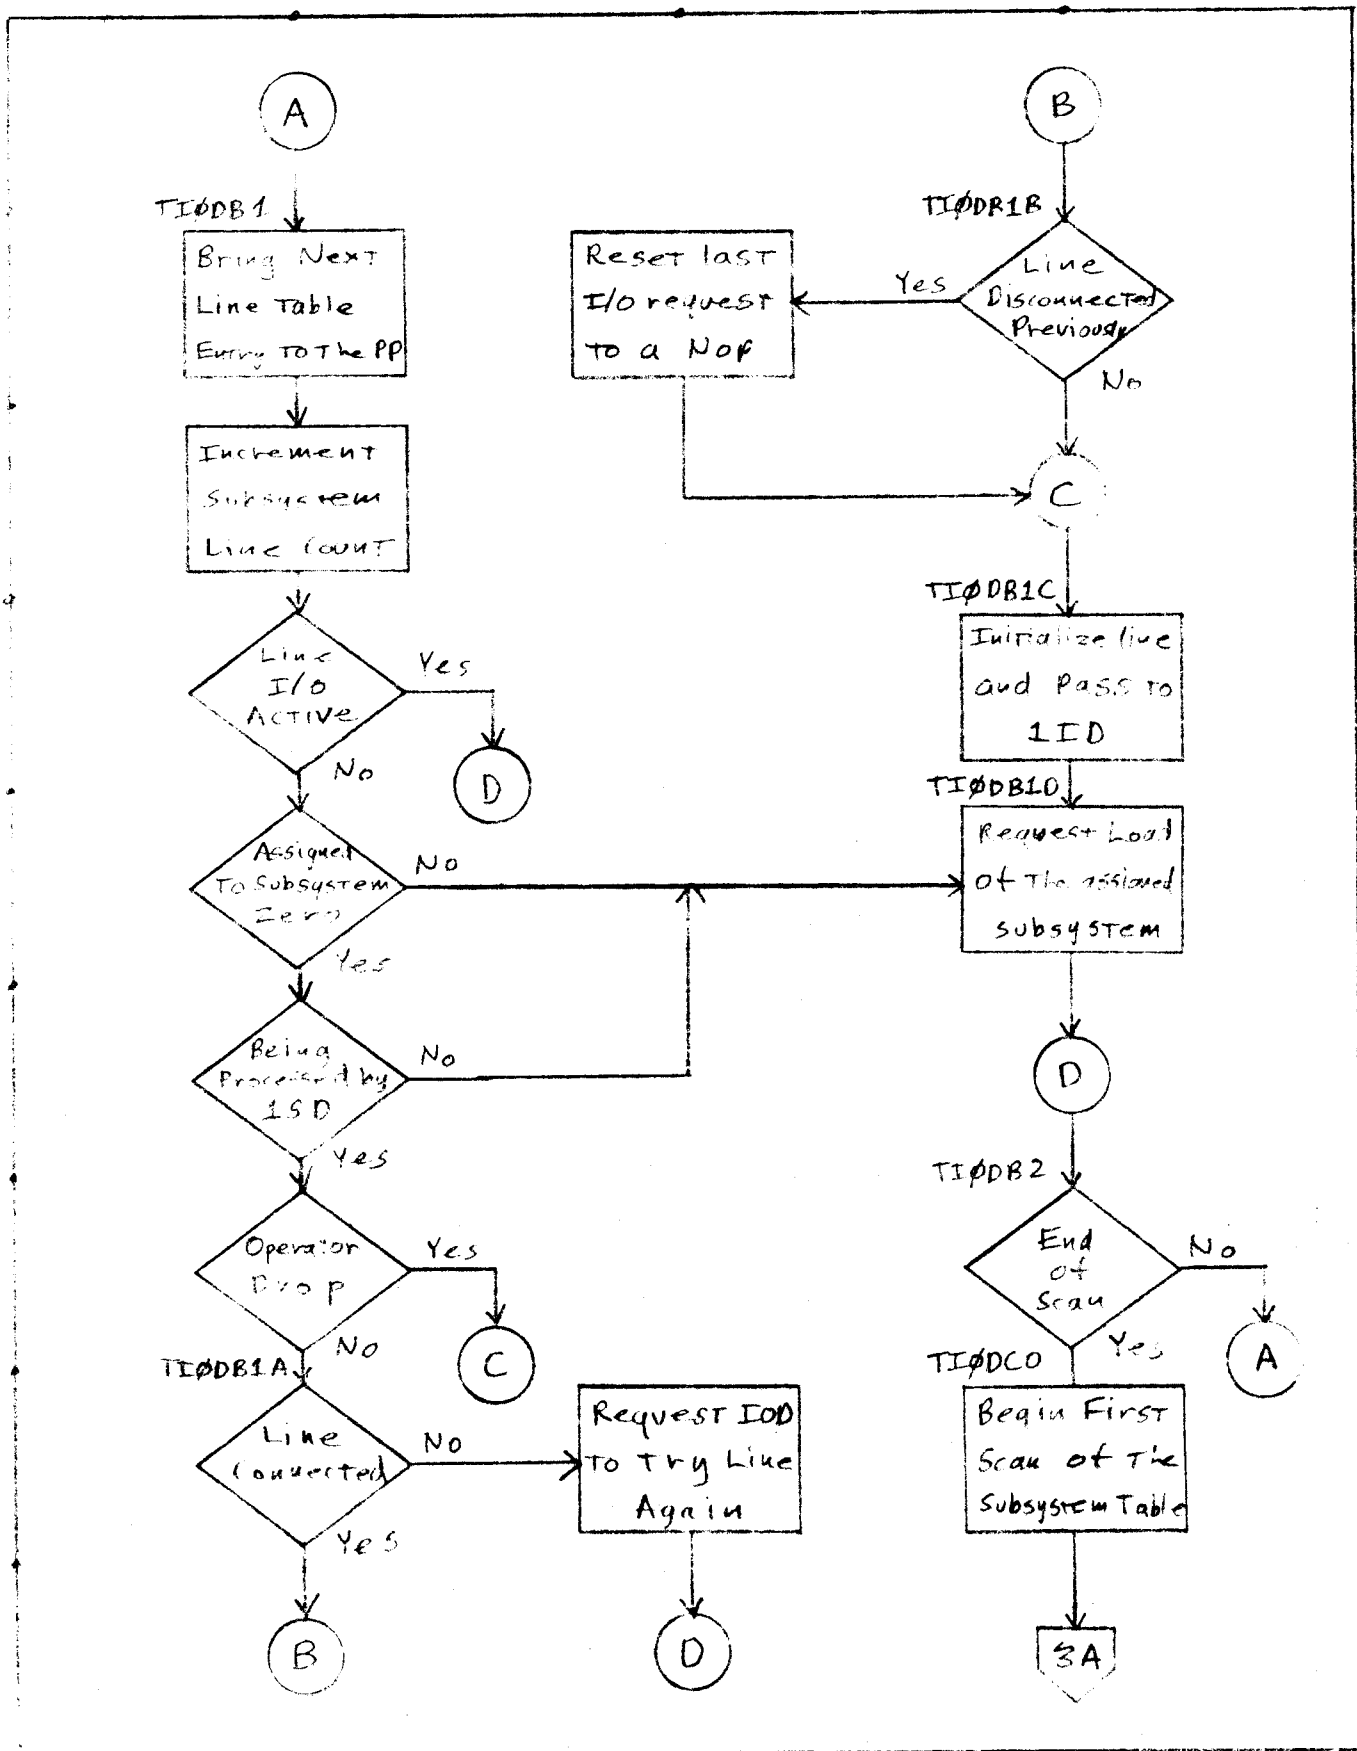 A
TIØDB1
Bring Next
Line Table
Entry To The PP
Increment
Subsystem
Line Count
Line
I/O
Active
Yes
D
No
Assigned
To Subsystem
Zero
No
Yes
Being
Processed by
1SD
No
Yes
Operator
Drop
Yes
C
No
TIØDB1A
Line
Connected
No
Request IOD
To Try Line
Again
D
Yes
B
B
TIØDB1B
Line
Disconnected
Previously
Yes
Reset last
I/O request
to a Nop
No
C
TIØDB1C
Initialize line
and Pass to
1ID
TIØDB1D
Request Load
Of The assigned
subsystem
D
TIØDB2
End
of
Scan
No
A
Yes
TIØDC0
Begin First
Scan of The
Subsystem Table
3A